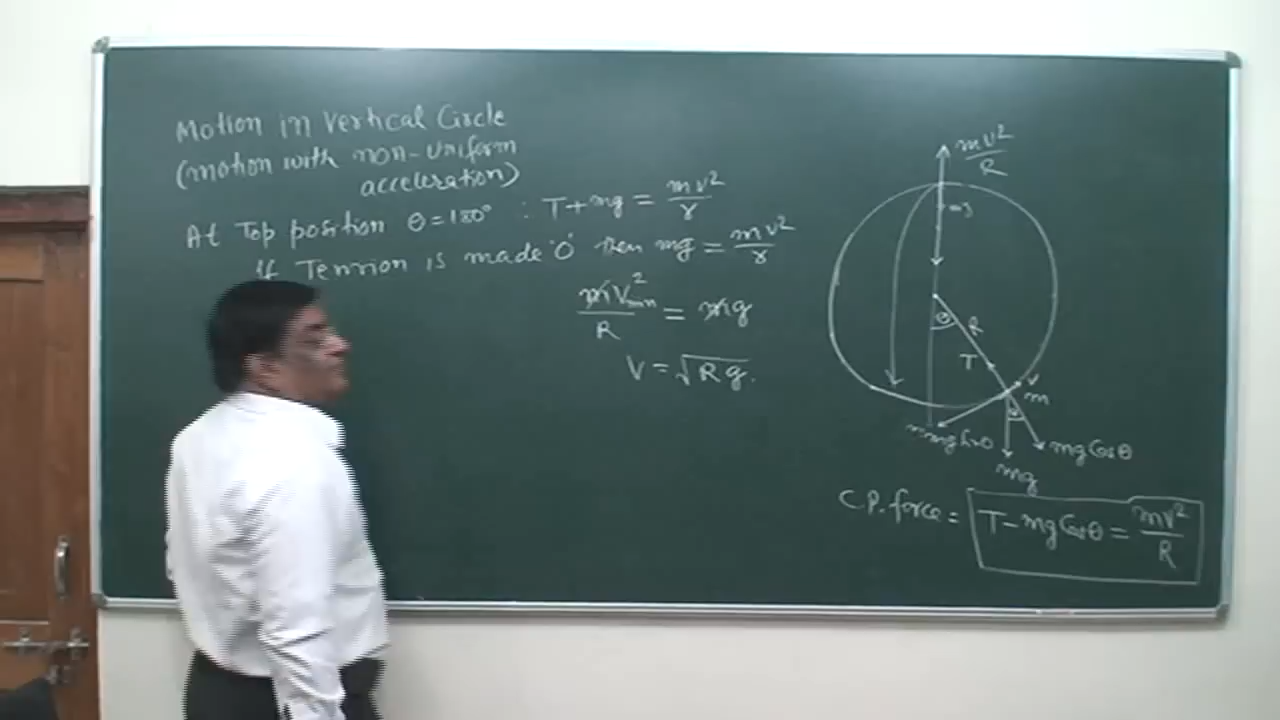 Motion in Vertical Circle
(motion with non-uniform
acceleration)
At Top position θ=180° : T+mg = mv²/r
If Tension is made '0' then mg = mv²/r
mV²min/R = mg
V = √Rg.
mv²/R
mg
θ
R
T
v
m
θ
mg cosθ
mg
C.P. force = T - mg Cosθ = mv²/R